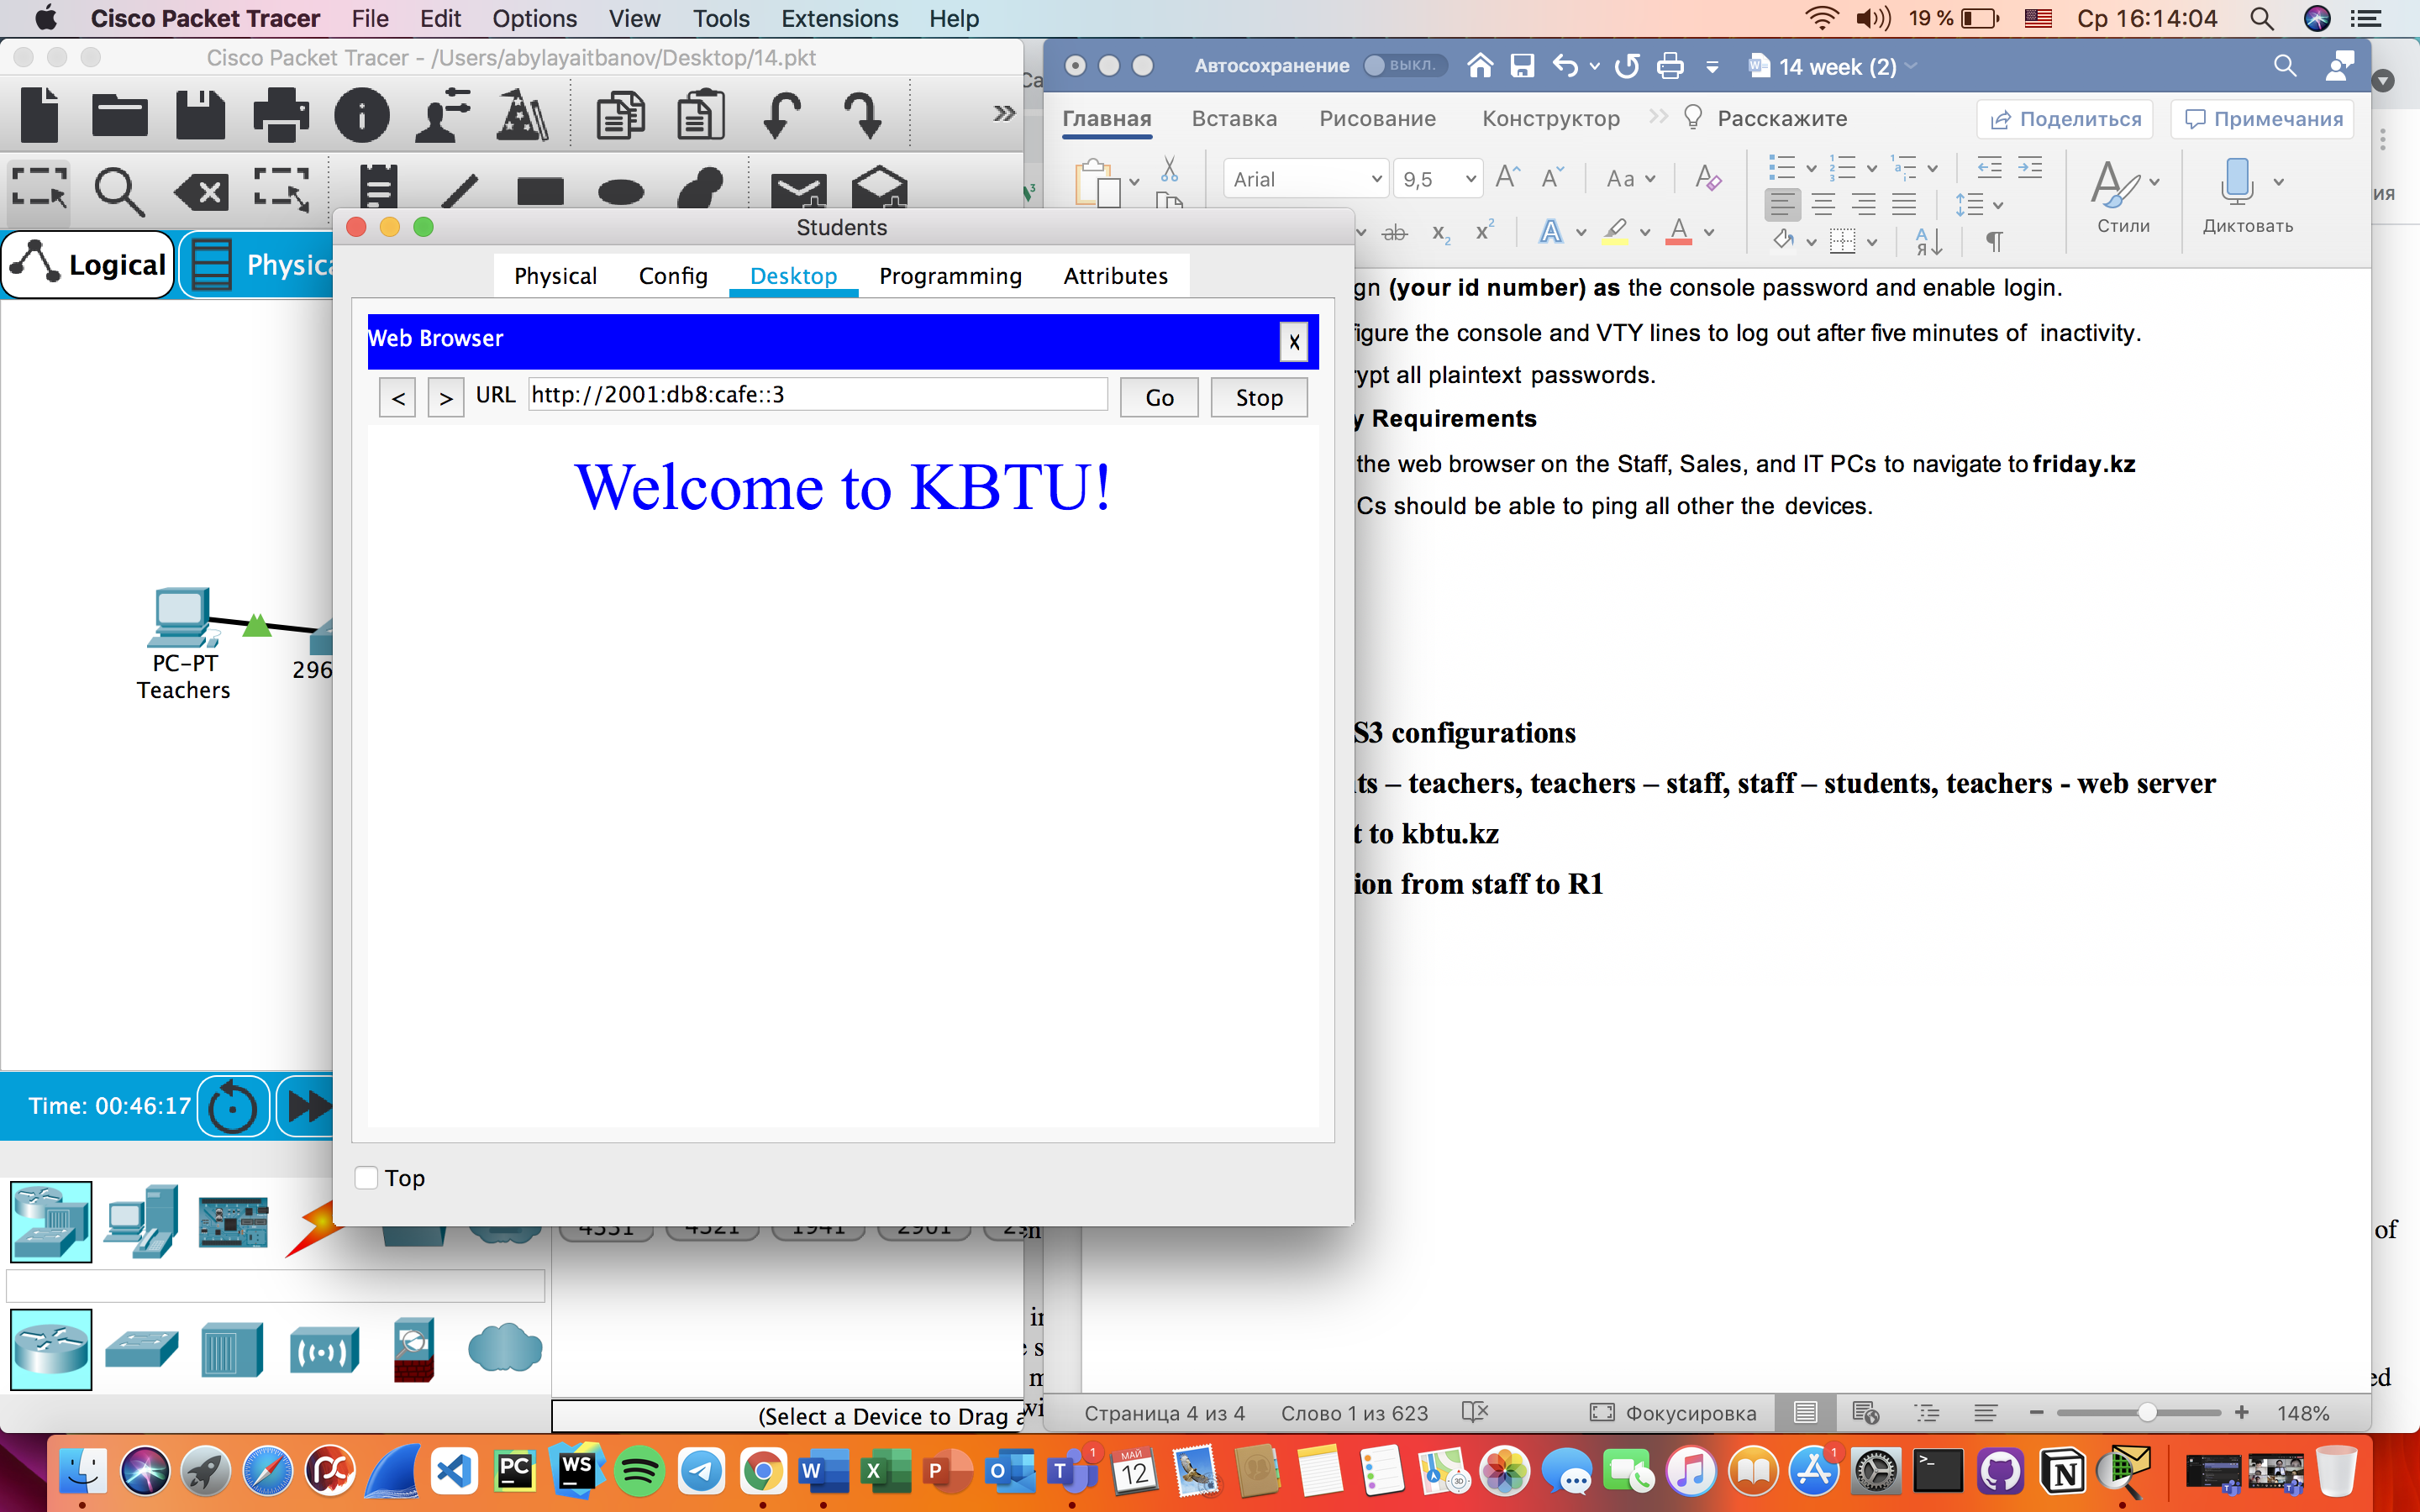 Cisco Packet Tracer File Edit Options View Tools Extensions Help
19 % Ср 16:14:04
Cisco Packet Tracer - /Users/abylayaitbanov/Desktop/14.pkt
Автосохранение ВЫКЛ. 14 week (2)
Главная Вставка Рисование Конструктор Расскажите Поделиться Примечания
Arial 9,5
Стили Диктовать
Logical
Students
Physical Config Desktop Programming Attributes
Web Browser X
< > URL http://2001:db8:cafe::3 Go Stop
Welcome to KBTU!
PC-PT
Teachers
296
(your id number) as the console password and enable login.
the console and VTY lines to log out after five minutes of inactivity.
all plaintext passwords.
Requirements
the web browser on the Staff, Sales, and IT PCs to navigate to friday.kz
Cs should be able to ping all other the devices.
S3 configurations
ts – teachers, teachers – staff, staff – students, teachers - web server
t to kbtu.kz
ion from staff to R1
Time: 00:46:17
Top
4331 4321 1941 2901
(Select a Device to Drag a
of
ed
Страница 4 из 4 Слово 1 из 623 Фокусировка 148%
PC WS W X P O T 1 МАЙ 12 1 N